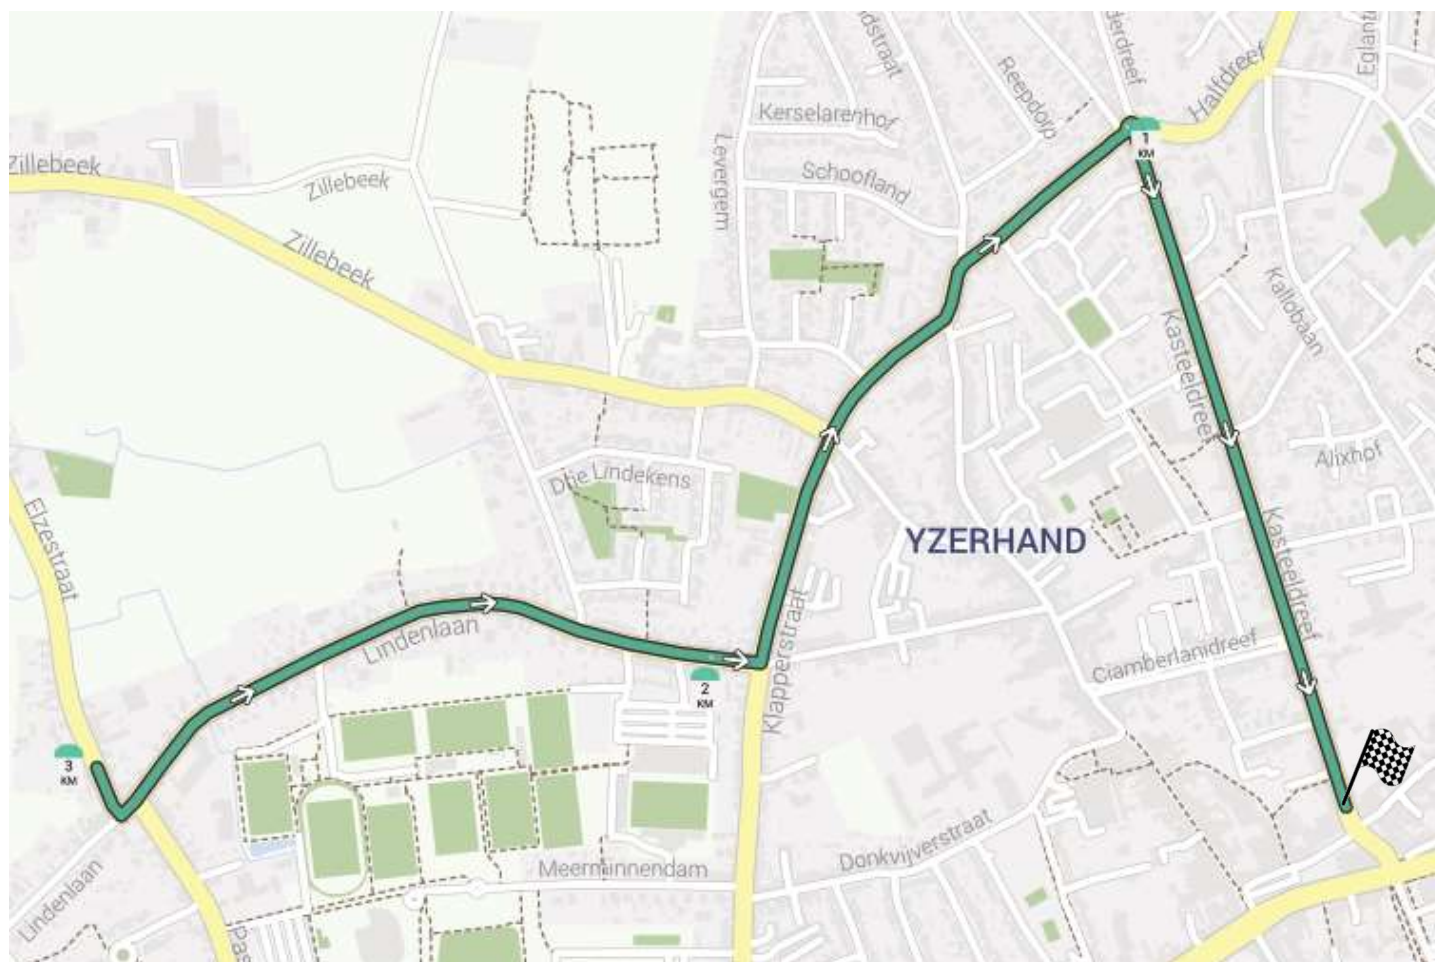 Halfdreef
Reepdorp
Kerselarenhof
Zillebeek
Zillebeek
Levergem
Schoofland
1
KM
Zillebeek
Kallobaan
Kasteeldreef
Alixhof
Drie Lindekens
Elzestraat
YZERHAND
Kasteeldreef
Klapperstraat
Lindenlaan
Ciamberlanidreef
2
KM
3
KM
Donkvijverstraat
Meerminnendam
Lindenlaan